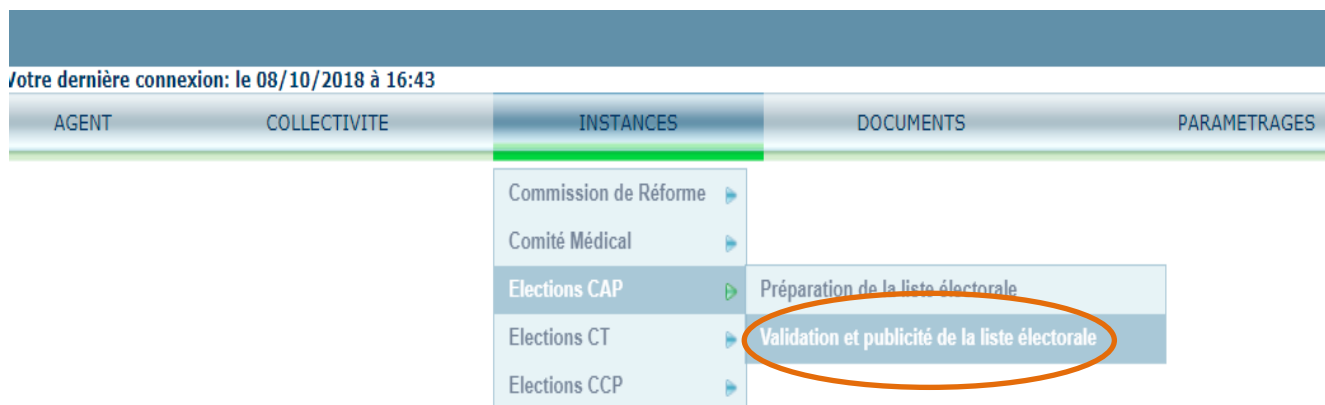 Votre dernière connexion: le 08/10/2018 à 16:43
AGENT COLLECTIVITE INSTANCES DOCUMENTS PARAMETRAGES
Commission de Réforme
Comité Médical
Elections CAP Préparation de la liste électorale
Elections CT Validation et publicité de la liste électorale
Elections CCP